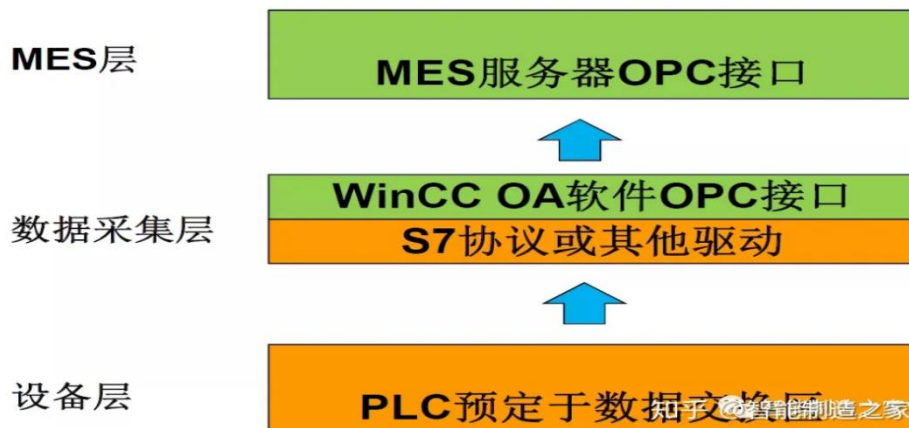 MES层
MES服务器OPC接口
WinCC OA软件OPC接口
数据采集层
S7协议或其他驱动
设备层
PLC预定于数据交换区
知乎 @智能制造之家